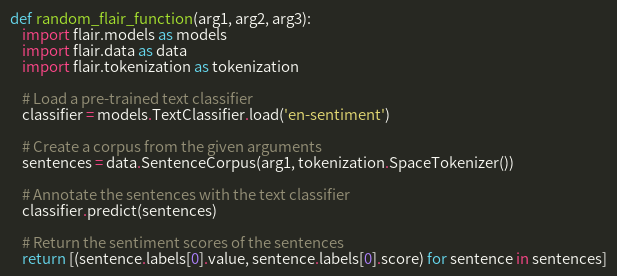 def random_flair_function(arg1, arg2, arg3):
    import flair.models as models
    import flair.data as data
    import flair.tokenization as tokenization

    # Load a pre-trained text classifier
    classifier = models.TextClassifier.load('en-sentiment')

    # Create a corpus from the given arguments
    sentences = data.SentenceCorpus(arg1, tokenization.SpaceTokenizer())

    # Annotate the sentences with the text classifier
    classifier.predict(sentences)

    # Return the sentiment scores of the sentences
    return [(sentence.labels[0].value, sentence.labels[0].score) for sentence in sentences]